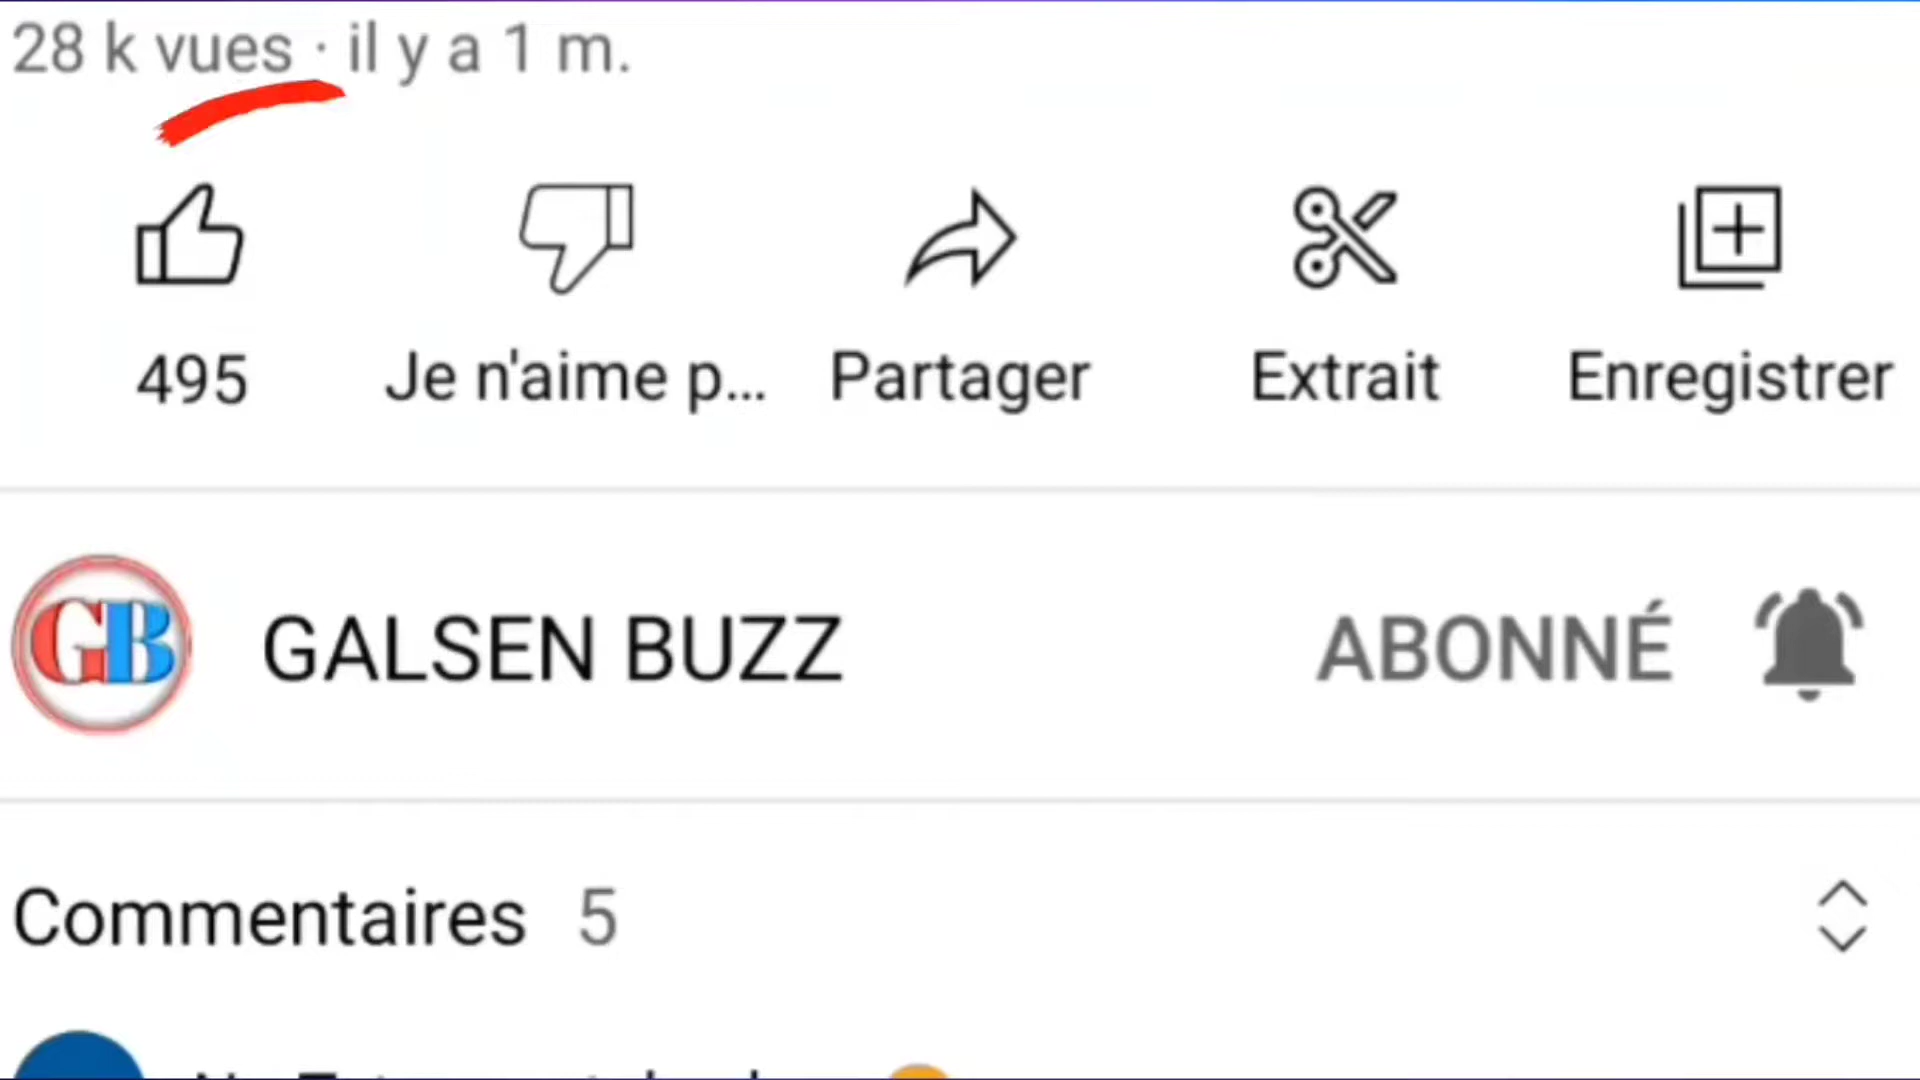 28 k vues · il y a 1 m.
495 Je n'aime p... Partager Extrait Enregistrer
GB GALSEN BUZZ ABONNÉ
Commentaires 5